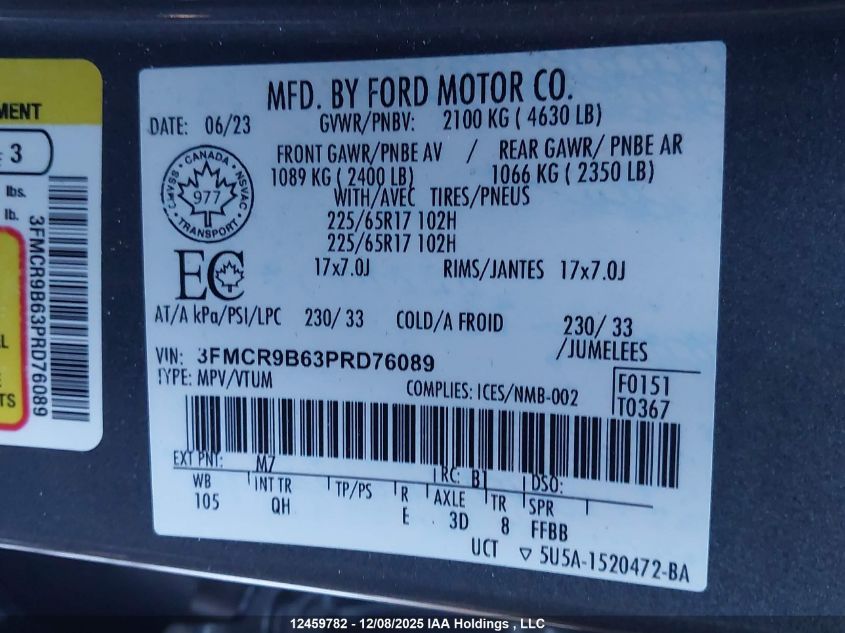 MENT
3
lbs.
lb.
3FMCR9B63PRD76089
EL
E
TS
MFD. BY FORD MOTOR CO.
DATE: 06/23
GVWR/PNBV: 2100 KG ( 4630 LB)
FRONT GAWR/PNBE AV / REAR GAWR/ PNBE AR
1089 KG ( 2400 LB) 1066 KG ( 2350 LB)
WITH/AVEC TIRES/PNEUS
225/65R17 102H
225/65R17 102H
17x7.0J RIMS/JANTES 17x7.0J
CANADA
NSVAC
TRANSPORT
977
EC
AT/A kPa/PSI/LPC 230/ 33 COLD/A FROID 230/ 33
/JUMELEES
VIN: 3FMCR9B63PRD76089
TYPE: MPV/VTUM
COMPLIES: ICES/NMB-002
F0151
T0367
EXT PNT: M7 RC: B1 DSO:
WB INT TR TP/PS R AXLE TR SPR
105 QH E 3D 8 FFBB
UCT ▽ 5U5A-1520472-BA
12459782 - 12/08/2025 IAA Holdings , LLC